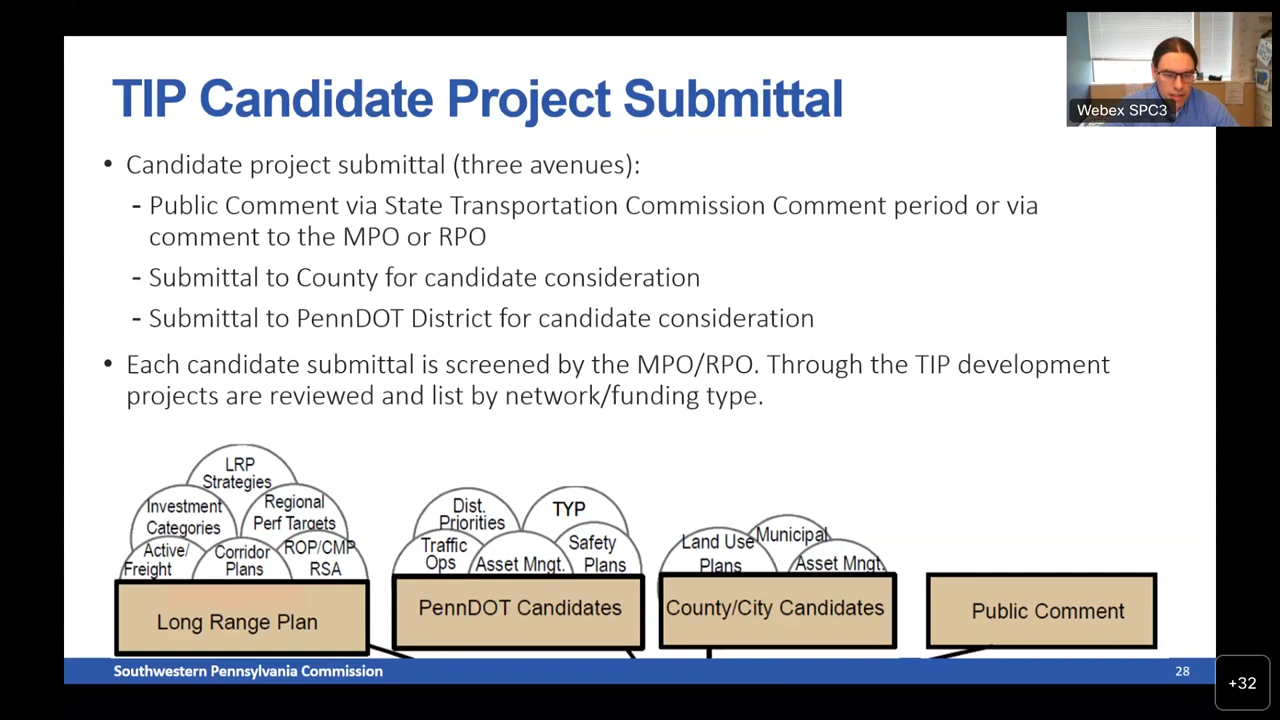 TIP Candidate Project Submittal
Webex SPC3
• Candidate project submittal (three avenues):
- Public Comment via State Transportation Commission Comment period or via
comment to the MPO or RPO
- Submittal to County for candidate consideration
- Submittal to PennDOT District for candidate consideration
• Each candidate submittal is screened by the MPO/RPO. Through the TIP development
projects are reviewed and list by network/funding type.
LRP
Strategies
Investment
Categories
Regional
Perf Targets
Active/
Freight
Corridor
Plans
ROP/CMP
RSA
Long Range Plan
Dist.
Priorities
TYP
Traffic
Ops
Asset Mngt.
Safety
Plans
PennDOT Candidates
Land Use
Plans
Municipal
Asset Mngt.
County/City Candidates
Public Comment
Southwestern Pennsylvania Commission
28
+32